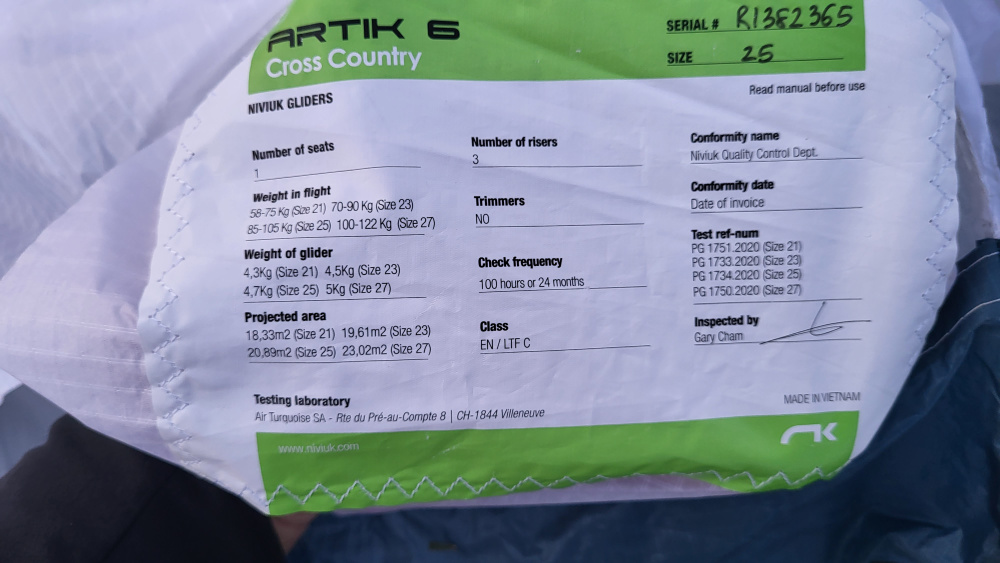 ARTIK 6
Cross Country
SERIAL # R1382365
SIZE 25
Read manual before use
NIVIUK GLIDERS
Number of seats
1
Weight in flight
58-75 Kg (Size 21) 70-90 Kg (Size 23)
85-105 Kg (Size 25) 100-122 Kg (Size 27)
Weight of glider
4,3Kg (Size 21) 4,5Kg (Size 23)
4,7Kg (Size 25) 5Kg (Size 27)
Projected area
18,33m2 (Size 21) 19,61m2 (Size 23)
20,89m2 (Size 25) 23,02m2 (Size 27)
Number of risers
3
Trimmers
NO
Check frequency
100 hours or 24 months
Class
EN / LTF C
Conformity name
Niviuk Quality Control Dept.
Conformity date
Date of invoice
Test ref-num
PG 1751.2020 (Size 21)
PG 1733.2020 (Size 23)
PG 1734.2020 (Size 25)
PG 1750.2020 (Size 27)
Inspected by
Gary Cham
Testing laboratory
Air Turquoise SA - Rte du Pré-au-Compte 8 | CH-1844 Villeneuve
MADE IN VIETNAM
www.niviuk.com